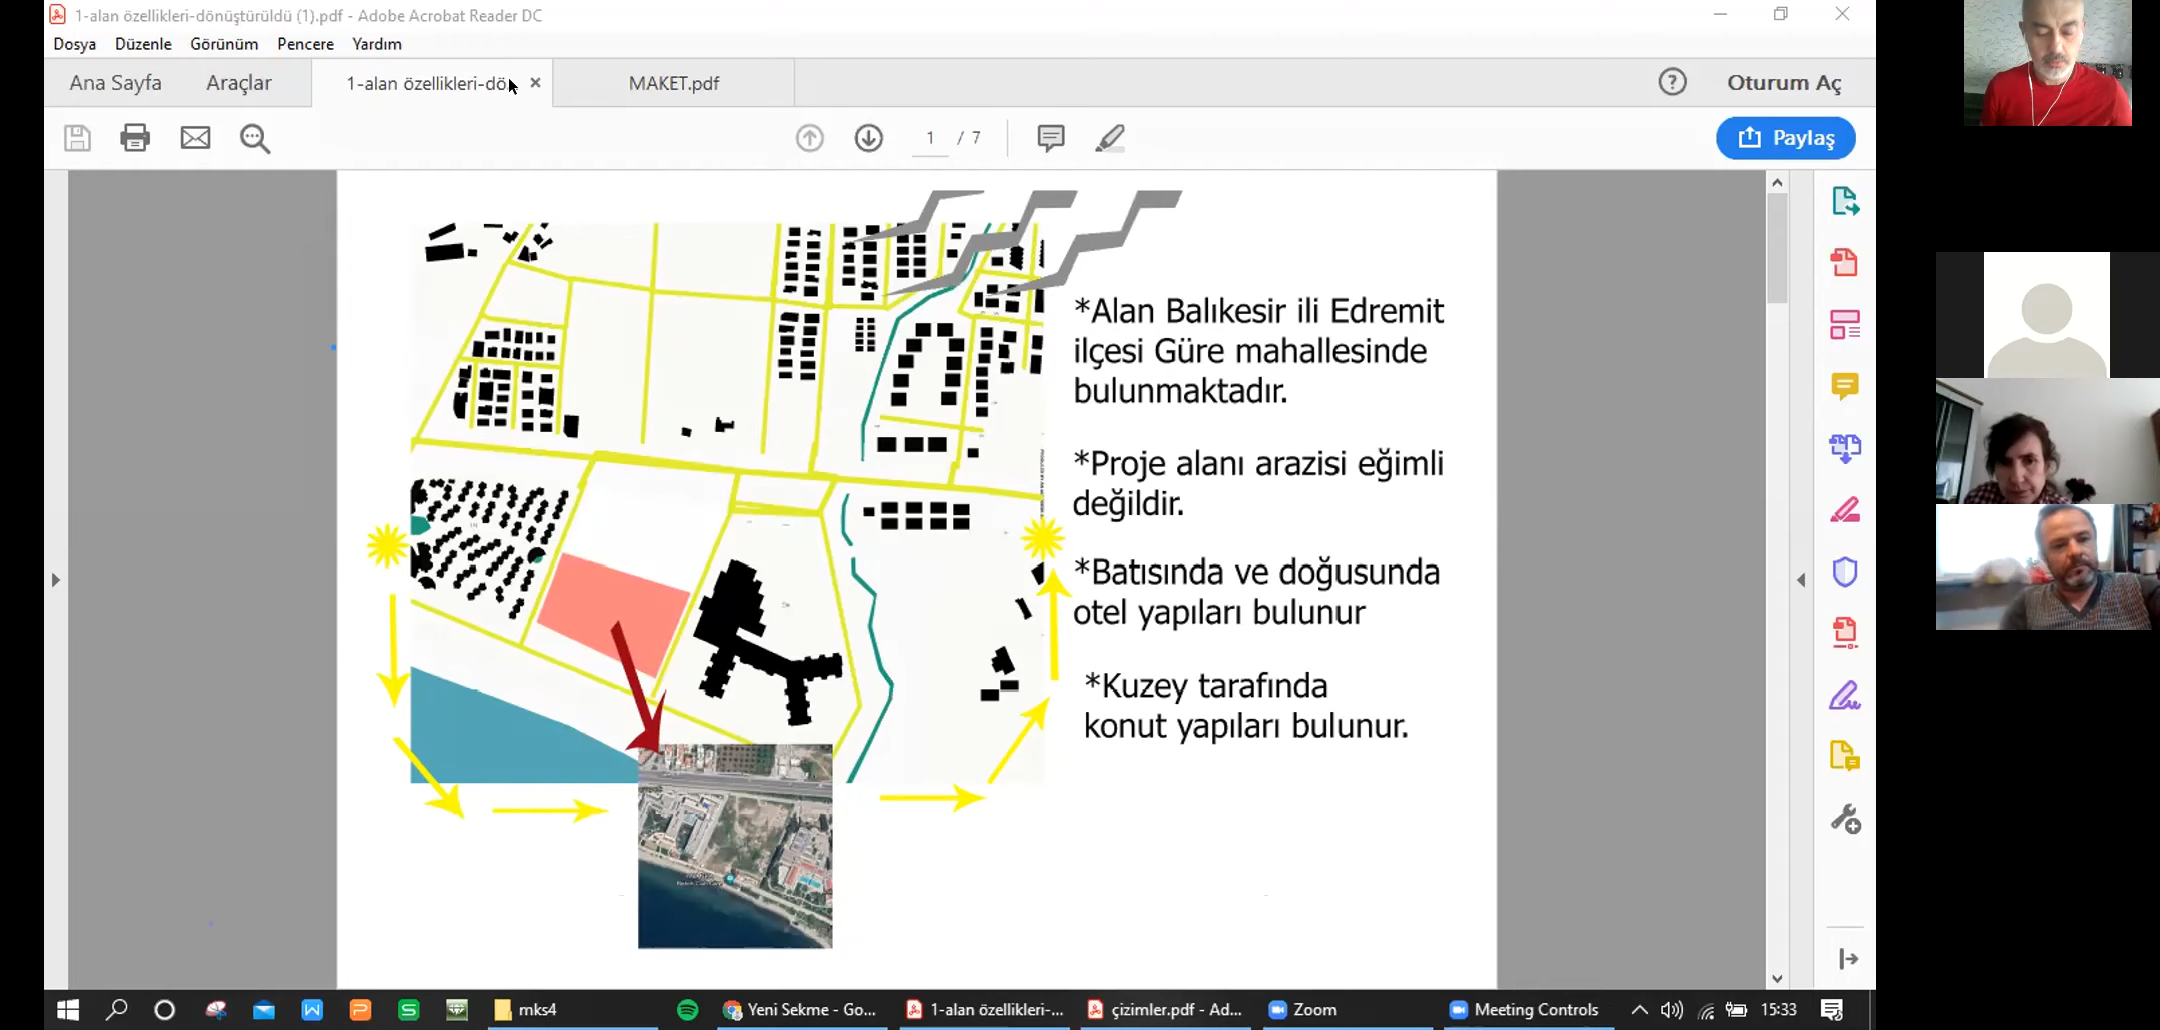 1-alan özellikleri-dönüştürüldü (1).pdf - Adobe Acrobat Reader DC
Dosya Düzenle Görünüm Pencere Yardım
Ana Sayfa Araçlar 1-alan özellikleri-dö MAKET.pdf Oturum Aç
1 / 7 Paylaş
*Alan Balıkesir ili Edremit
ilçesi Güre mahallesinde
bulunmaktadır.
*Proje alanı arazisi eğimli
değildir.
*Batısında ve doğusunda
otel yapıları bulunur
*Kuzey tarafında
konut yapıları bulunur.
mks4 Yeni Sekme - Go... 1-alan özellikleri-... çizimler.pdf - Ad... Zoom Meeting Controls 15:33